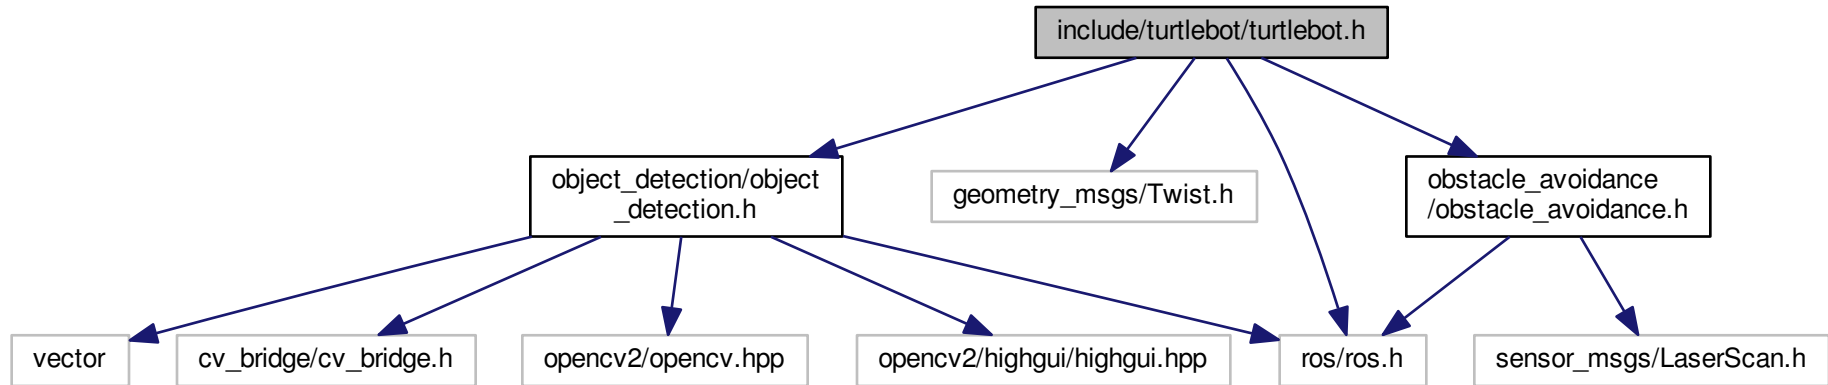 include/turtlebot/turtlebot.h
object_detection/object
_detection.h
geometry_msgs/Twist.h
obstacle_avoidance
/obstacle_avoidance.h
vector
cv_bridge/cv_bridge.h
opencv2/opencv.hpp
opencv2/highgui/highgui.hpp
ros/ros.h
sensor_msgs/LaserScan.h